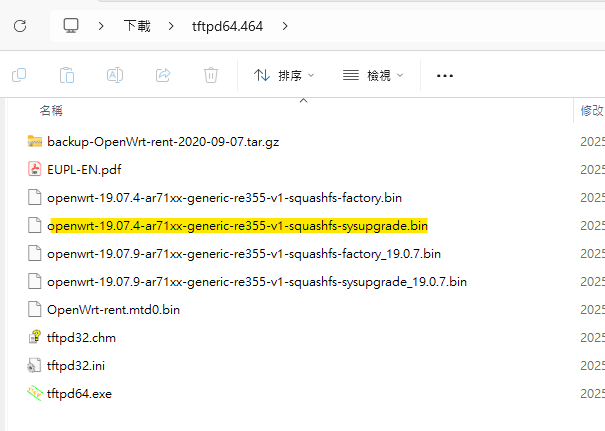 下載 tftpd64.464
排序 檢視
名稱 修改
backup-OpenWrt-rent-2020-09-07.tar.gz 2025
EUPL-EN.pdf 2025
openwrt-19.07.4-ar71xx-generic-re355-v1-squashfs-factory.bin 2025
openwrt-19.07.4-ar71xx-generic-re355-v1-squashfs-sysupgrade.bin 2025
openwrt-19.07.9-ar71xx-generic-re355-v1-squashfs-factory_19.0.7.bin 2025
openwrt-19.07.9-ar71xx-generic-re355-v1-squashfs-sysupgrade_19.0.7.bin 2025
OpenWrt-rent.mtd0.bin 2025
tftpd32.chm 2025
tftpd32.ini 2025
tftpd64.exe 2025